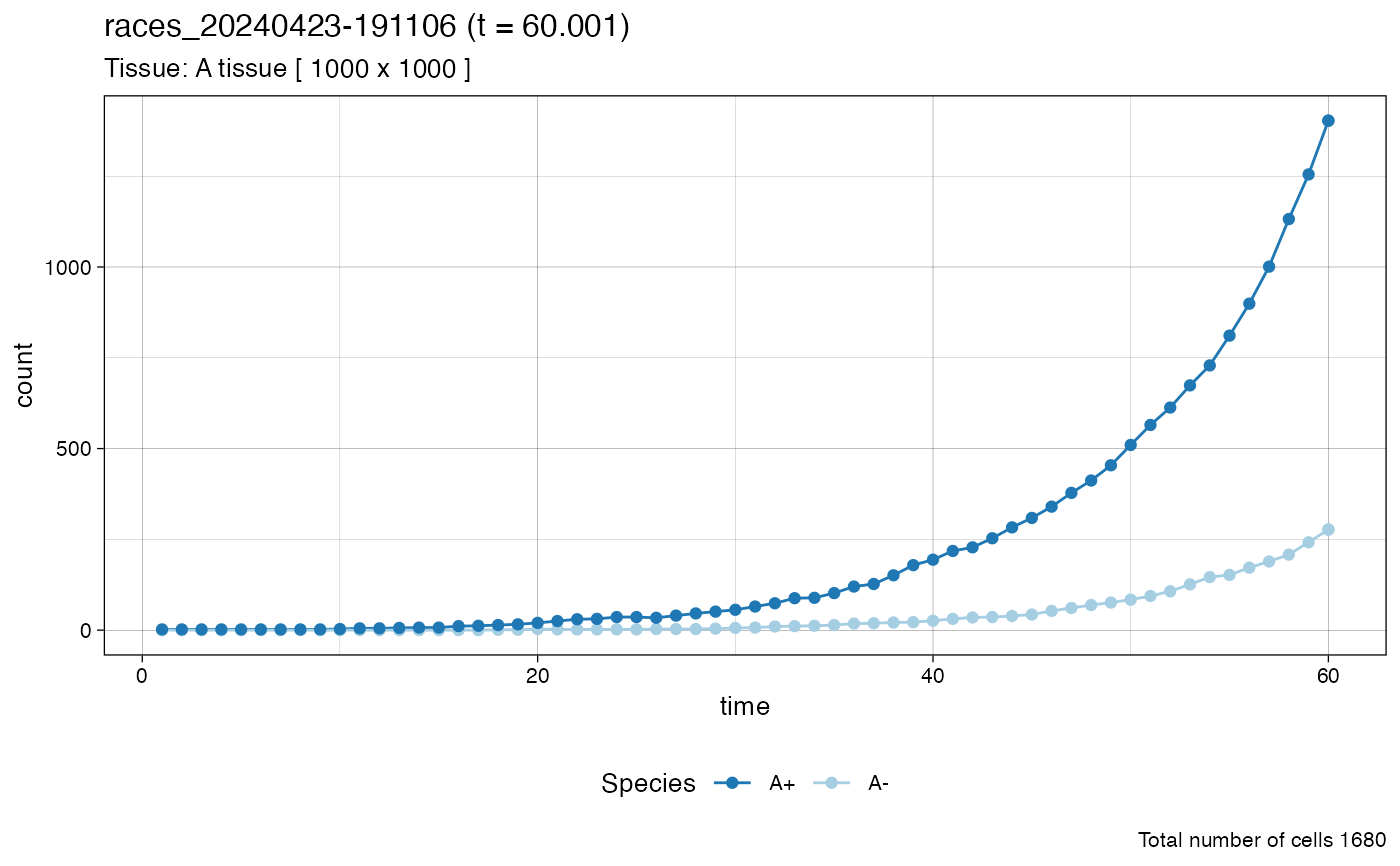 races_20240423-191106 (t = 60.001)
Tissue: A tissue [ 1000 x 1000 ]
count
1000
500
0
0 20 40 60
time
Species A+ A-
Total number of cells 1680